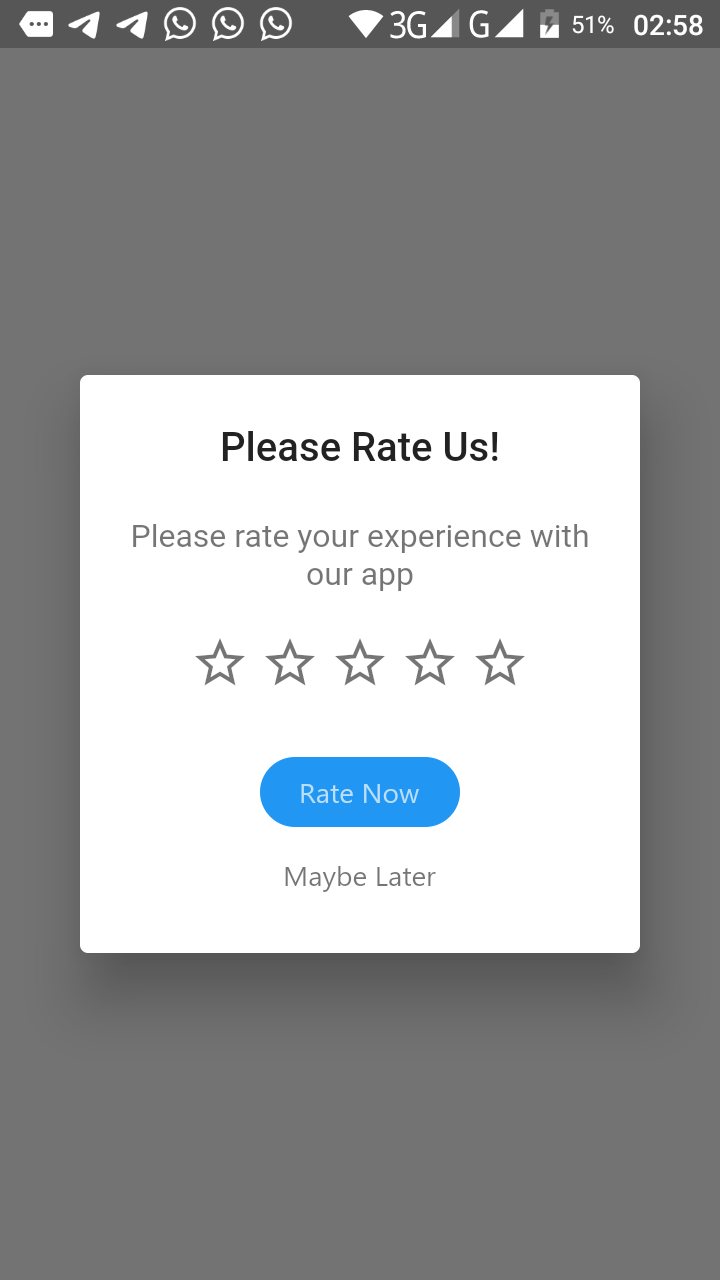 3G G 51% 02:58
Please Rate Us!
Please rate your experience with
our app
Rate Now
Maybe Later